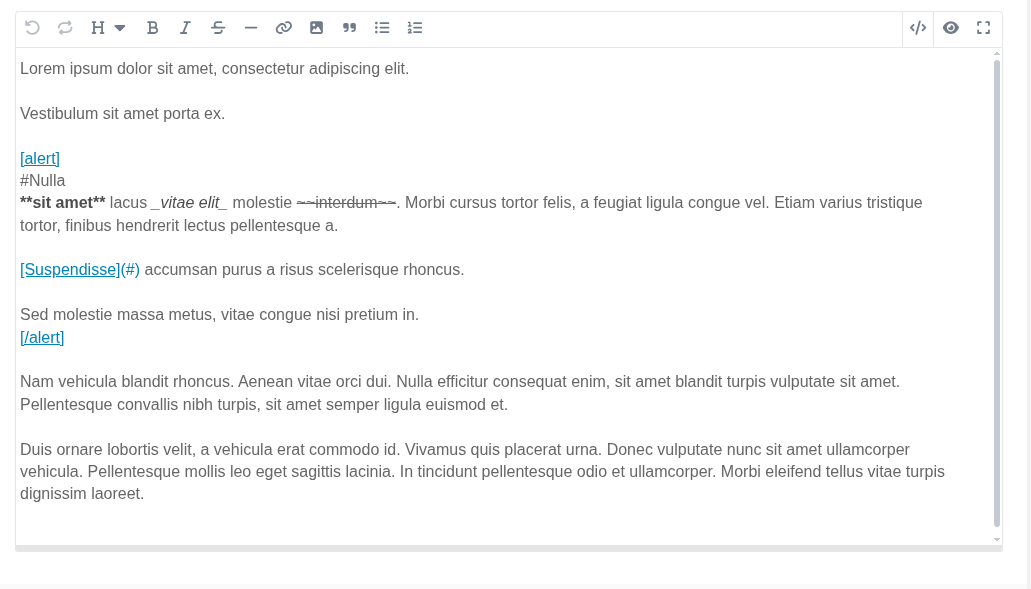 Lorem ipsum dolor sit amet, consectetur adipiscing elit.
Vestibulum sit amet porta ex.
[alert]
#Nulla
**sit amet** lacus _vitae elit_ molestie ~~interdum~~. Morbi cursus tortor felis, a feugiat ligula congue vel. Etiam varius tristique
tortor, finibus hendrerit lectus pellentesque a.
[Suspendisse](#) accumsan purus a risus scelerisque rhoncus.
Sed molestie massa metus, vitae congue nisi pretium in.
[/alert]
Nam vehicula blandit rhoncus. Aenean vitae orci dui. Nulla efficitur consequat enim, sit amet blandit turpis vulputate sit amet.
Pellentesque convallis nibh turpis, sit amet semper ligula euismod et.
Duis ornare lobortis velit, a vehicula erat commodo id. Vivamus quis placerat urna. Donec vulputate nunc sit amet ullamcorper
vehicula. Pellentesque mollis leo eget sagittis lacinia. In tincidunt pellentesque odio et ullamcorper. Morbi eleifend tellus vitae turpis
dignissim laoreet.